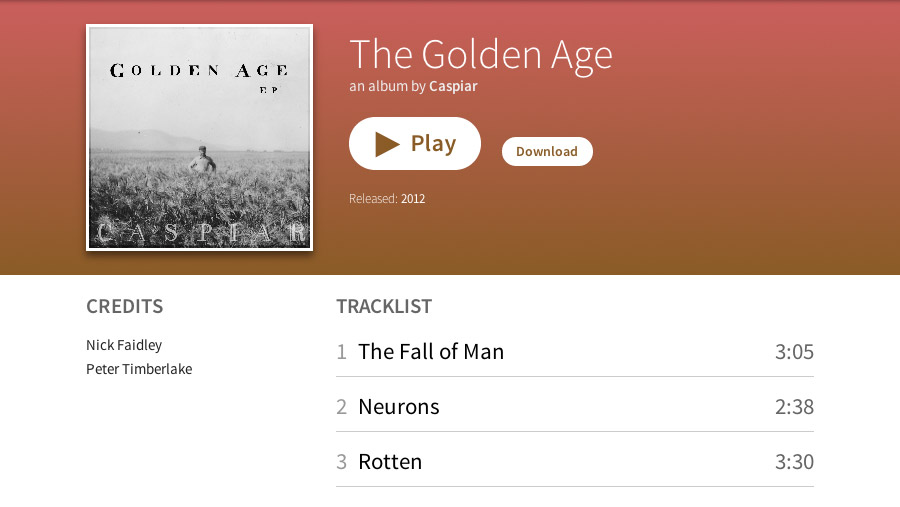 GOLDEN AGE
EP
CASPIAR
The Golden Age
an album by Caspiar
Play
Download
Released: 2012
CREDITS
Nick Faidley
Peter Timberlake
TRACKLIST
1 The Fall of Man 3:05
2 Neurons 2:38
3 Rotten 3:30